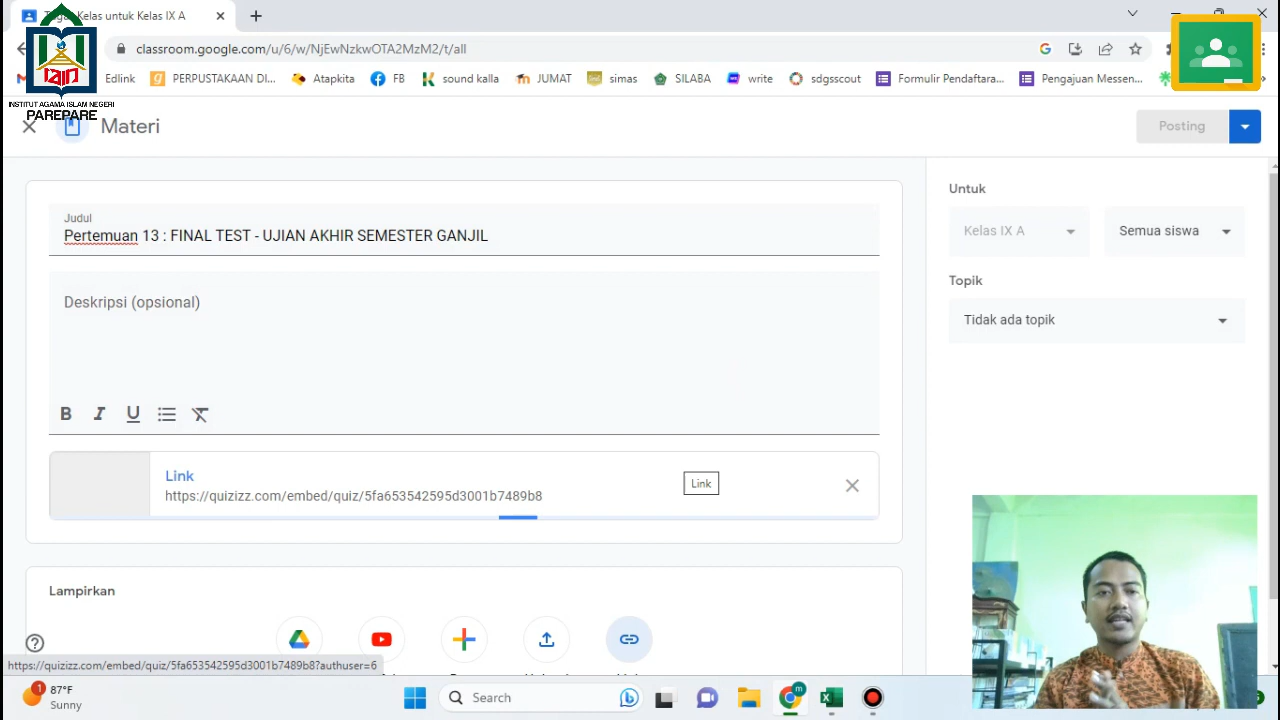 Tugas Kelas untuk Kelas IX A
classroom.google.com/u/6/w/NjEwNzkwOTA2MzM2/t/all
Edlink PERPUSTAKAAN DI... Atapkita FB sound kalla JUMAT simas SILABA write sdgsscout Formulir Pendaftara... Pengajuan Messen...
iain
INSTITUT AGAMA ISLAM NEGERI
PAREPARE
Materi
Posting
Judul
Pertemuan 13 : FINAL TEST - UJIAN AKHIR SEMESTER GANJIL
Deskripsi (opsional)
B I U
Link
https://quizizz.com/embed/quiz/5fa653542595d3001b7489b8
Link
Untuk
Kelas IX A
Semua siswa
Topik
Tidak ada topik
Lampirkan
https://quizizz.com/embed/quiz/5fa653542595d3001b7489b8?authuser=6
1
87°F
Sunny
Search